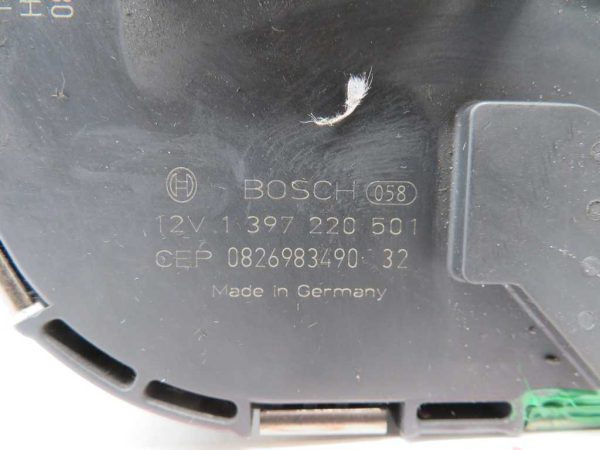 BOSCH 058
12V 1 397 220 501
CEP 0826983490 32
Made in Germany